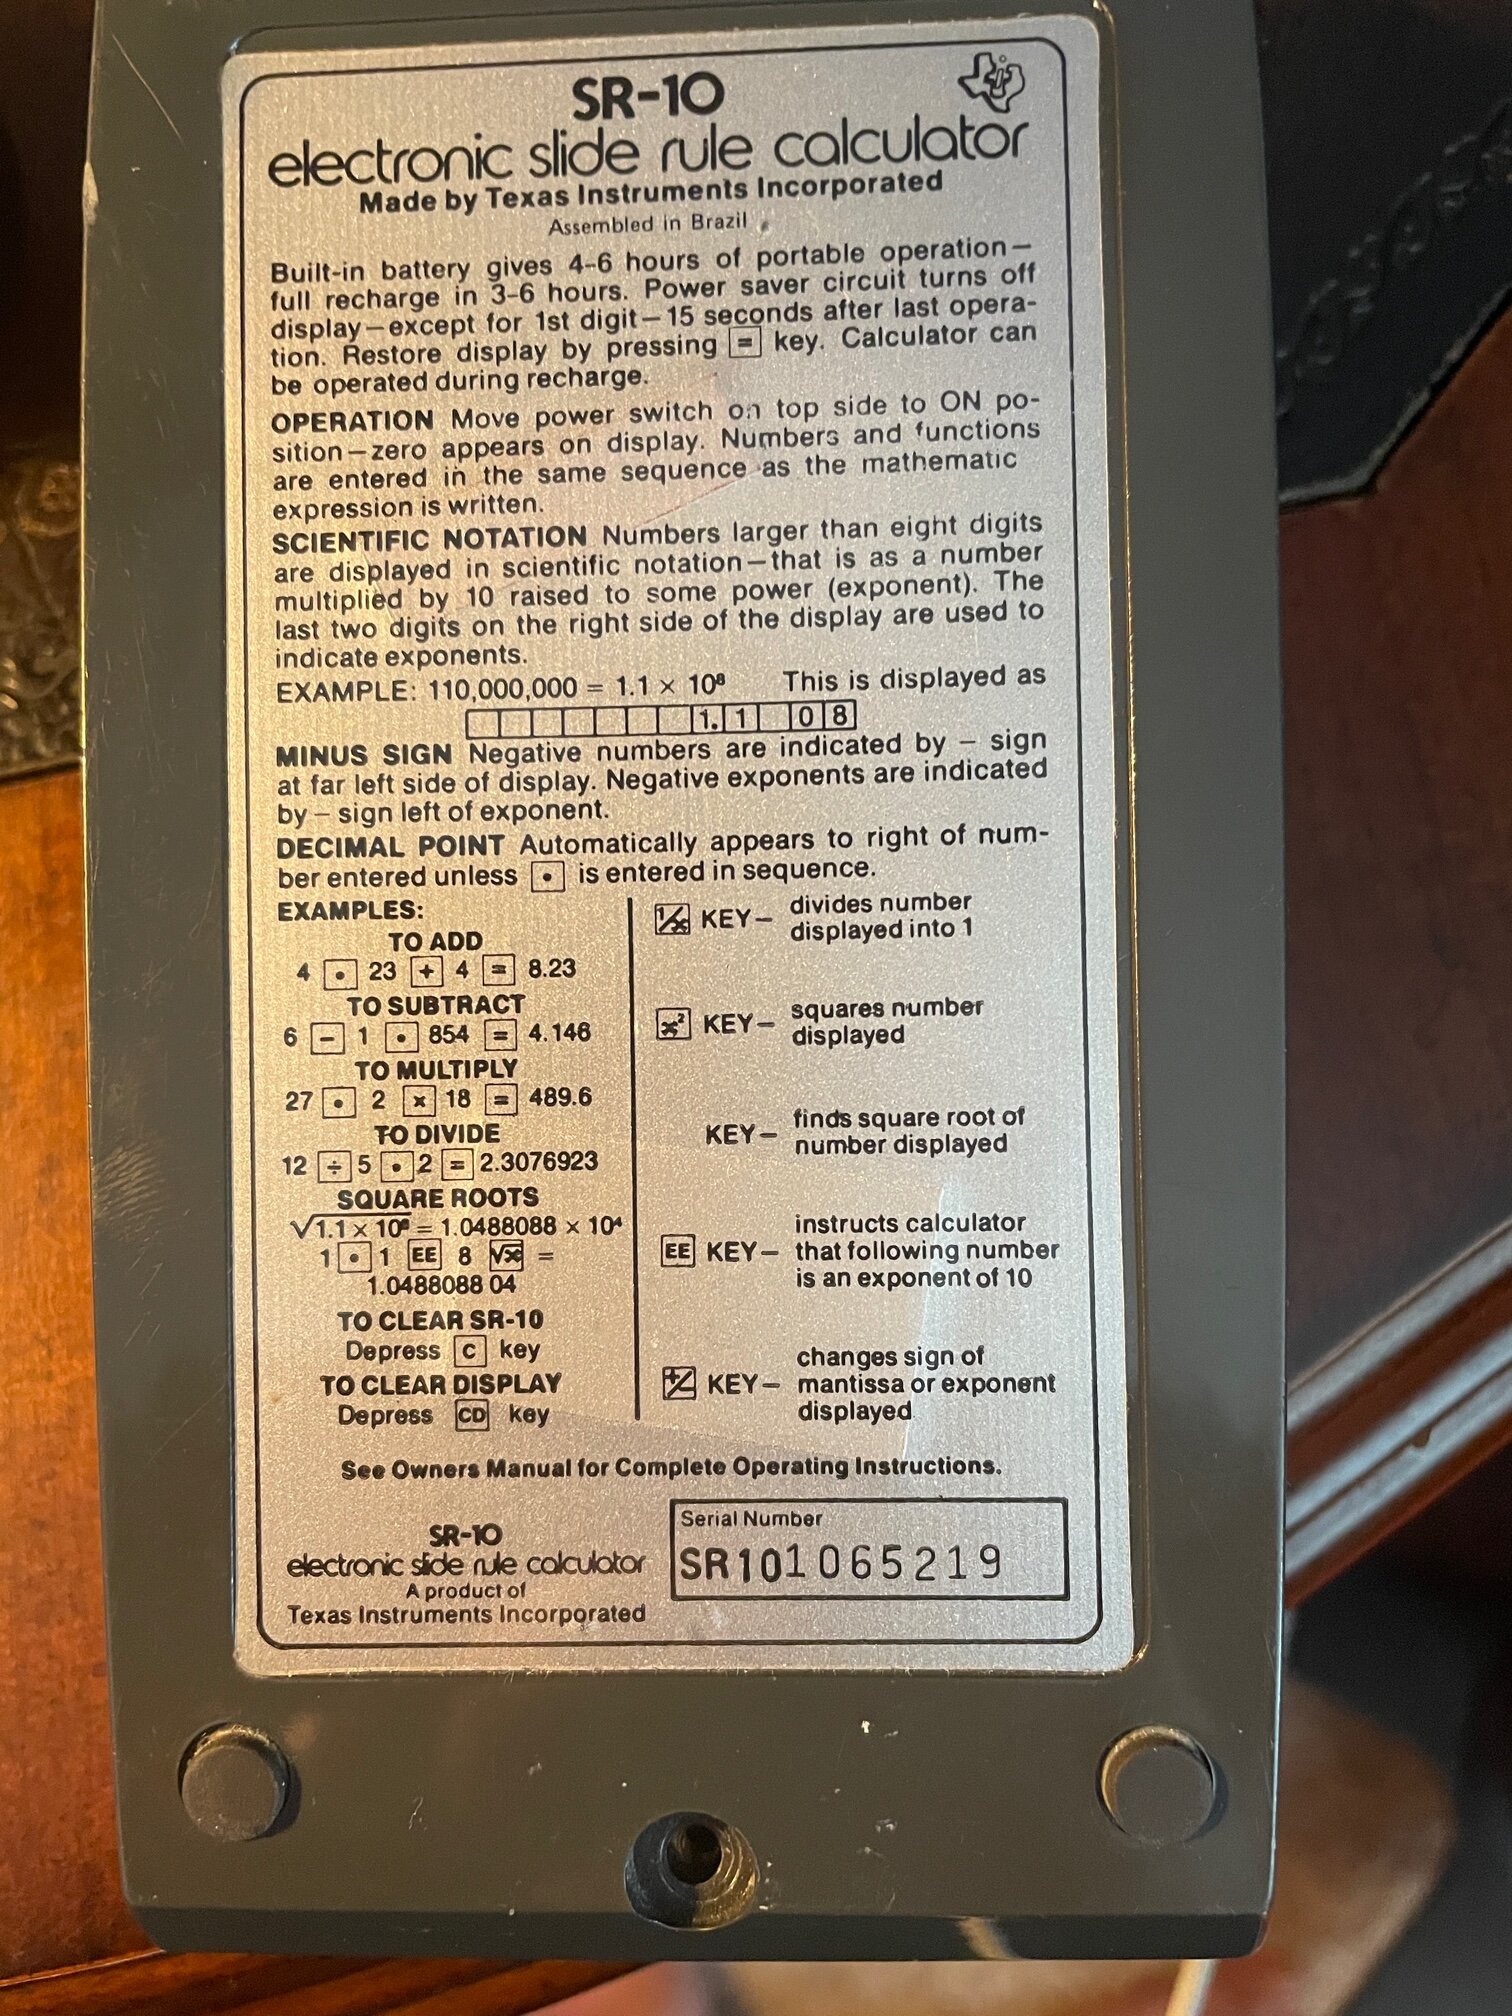 SR-10
electronic slide rule calculator
Made by Texas Instruments Incorporated
Assembled in Brazil
Built-in battery gives 4-6 hours of portable operation—
full recharge in 3-6 hours. Power saver circuit turns off
display—except for 1st digit—15 seconds after last opera-
tion. Restore display by pressing = key. Calculator can
be operated during recharge.
OPERATION Move power switch on top side to ON po-
sition—zero appears on display. Numbers and functions
are entered in the same sequence as the mathematic
expression is written.
SCIENTIFIC NOTATION Numbers larger than eight digits
are displayed in scientific notation—that is as a number
multiplied by 10 raised to some power (exponent). The
last two digits on the right side of the display are used to
indicate exponents.
EXAMPLE: 110,000,000 = 1.1 × 10⁸ This is displayed as
1. 1 0 8
MINUS SIGN Negative numbers are indicated by – sign
at far left side of display. Negative exponents are indicated
by – sign left of exponent.
DECIMAL POINT Automatically appears to right of num-
ber entered unless • is entered in sequence.
EXAMPLES:
TO ADD
4 • 23 + 4 = 8.23
TO SUBTRACT
6 − 1 • 854 = 4.146
TO MULTIPLY
27 • 2 × 18 = 489.6
TO DIVIDE
12 ÷ 5 • 2 = 2.3076923
SQUARE ROOTS
√1.1 × 10⁸ = 1.0488088 × 10⁴
1 • 1 EE 8 √x =
1.0488088 04
TO CLEAR SR-10
Depress C key
TO CLEAR DISPLAY
Depress CD key
1/x KEY— divides number
displayed into 1
x² KEY— squares number
displayed
KEY— finds square root of
number displayed
instructs calculator
EE KEY— that following number
is an exponent of 10
changes sign of
+/- KEY— mantissa or exponent
displayed
See Owners Manual for Complete Operating Instructions.
SR-10
electronic slide rule calculator
A product of
Texas Instruments Incorporated
Serial Number
SR101065219